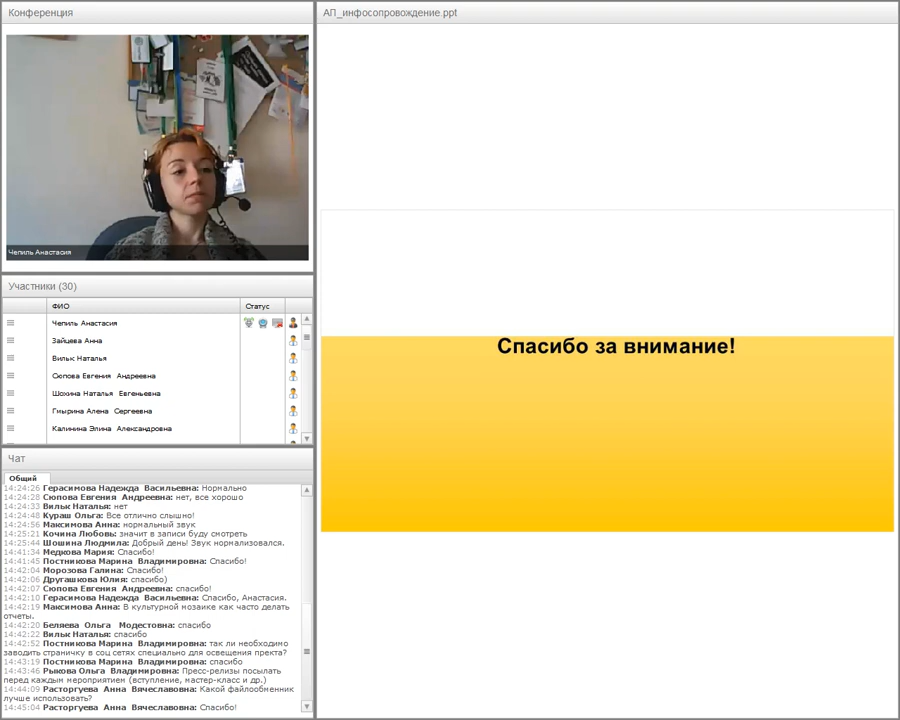 Конференция
Чепиль Анастасия
Участники (30)
ФИО Статус
Чепиль Анастасия
Зайцева Анна
Вильк Наталья
Сюпова Евгения Андреевна
Шохина Наталья Евгеньевна
Гмырина Алена Сергеевна
Калинина Элина Александровна
Чат
Общий
14:24:26 Герасимова Надежда Васильевна: Нормально
14:24:28 Сюпова Евгения Андреевна: нет, все хорошо
14:24:33 Вильк Наталья: нет
14:24:48 Кураш Ольга: Все отлично слышно!
14:24:56 Максимова Анна: нормальный звук
14:25:21 Кочина Любовь: значит в записи буду смотреть
14:25:44 Шошина Людмила: Добрый день! Звук нормализовался.
14:41:34 Медкова Мария: Спасибо!
14:41:45 Постникова Марина Владимировна: Спасибо!
14:42:04 Морозова Галина: Спасибо!
14:42:06 Другашкова Юлия: спасибо)
14:42:07 Сюпова Евгения Андреевна: спасибо!
14:42:10 Герасимова Надежда Васильевна: Спасибо, Анастасия.
14:42:19 Максимова Анна: В культурной мозаике как часто делать
отчеты.
14:42:20 Беляева Ольга Модестовна: спасибо
14:42:22 Вильк Наталья: спасибо
14:42:52 Постникова Марина Владимировна: так ли необходимо
заводить страничку в соц сетях специально для освещения пректа?
14:43:19 Постникова Марина Владимировна: спасибо
14:43:46 Рыкова Ольга Владимировна: Пресс-релизы посылать
перед каждым мероприятием (вступление, мастер-класс и др.)
14:44:09 Расторгуева Анна Вячеславовна: Какой файлообменник
лучше использовать?
14:45:04 Расторгуева Анна Вячеславовна: Спасибо!
АП_инфосопровождение.ppt
Спасибо за внимание!